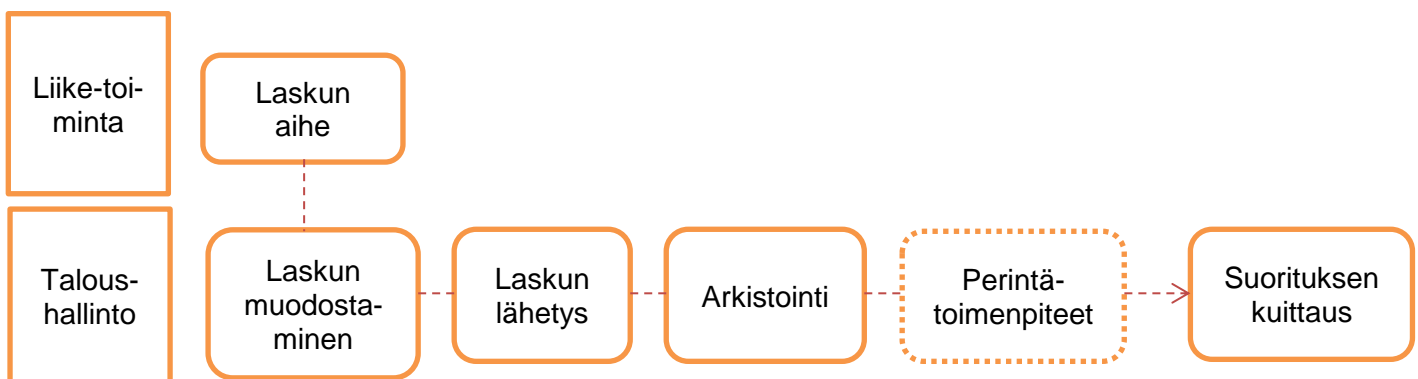 Liike-toi-
minta
Laskun
aihe
Talous-
hallinto
Laskun
muodosta-
minen
Laskun
lähetys
Arkistointi
Perintä-
toimenpiteet
Suorituksen
kuittaus